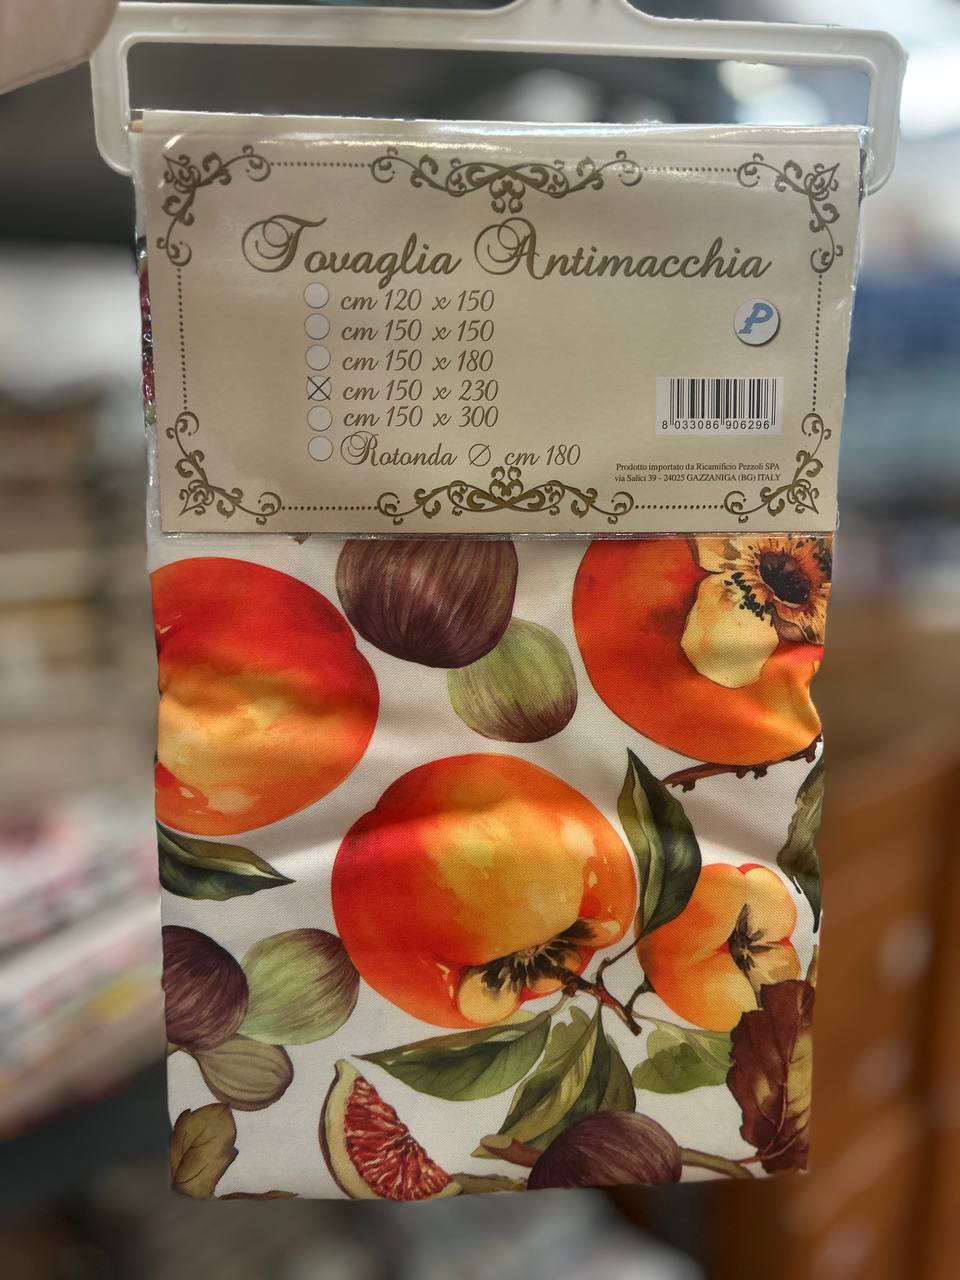 Tovaglia Antimacchia
cm 120 x 150
cm 150 x 150
cm 150 x 180
cm 150 x 230
cm 150 x 300
Rotonda Ø cm 180
P
8 033086 906296
Prodotto importato da Ricamificio Pezzoli SPA
via Salici 39 - 24025 GAZZANIGA (BG) ITALY